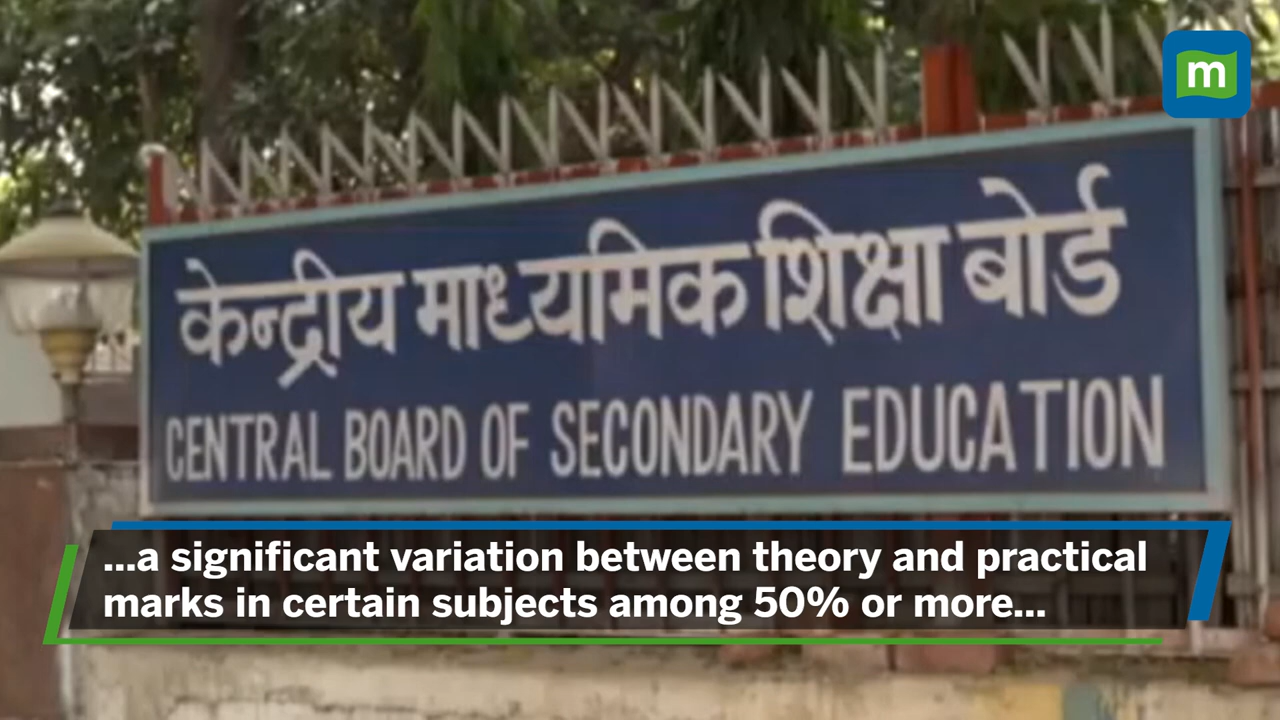 m
केन्द्रीय माध्यमिक शिक्षा बोर्ड
CENTRAL BOARD OF SECONDARY EDUCATION
...a significant variation between theory and practical
marks in certain subjects among 50% or more...